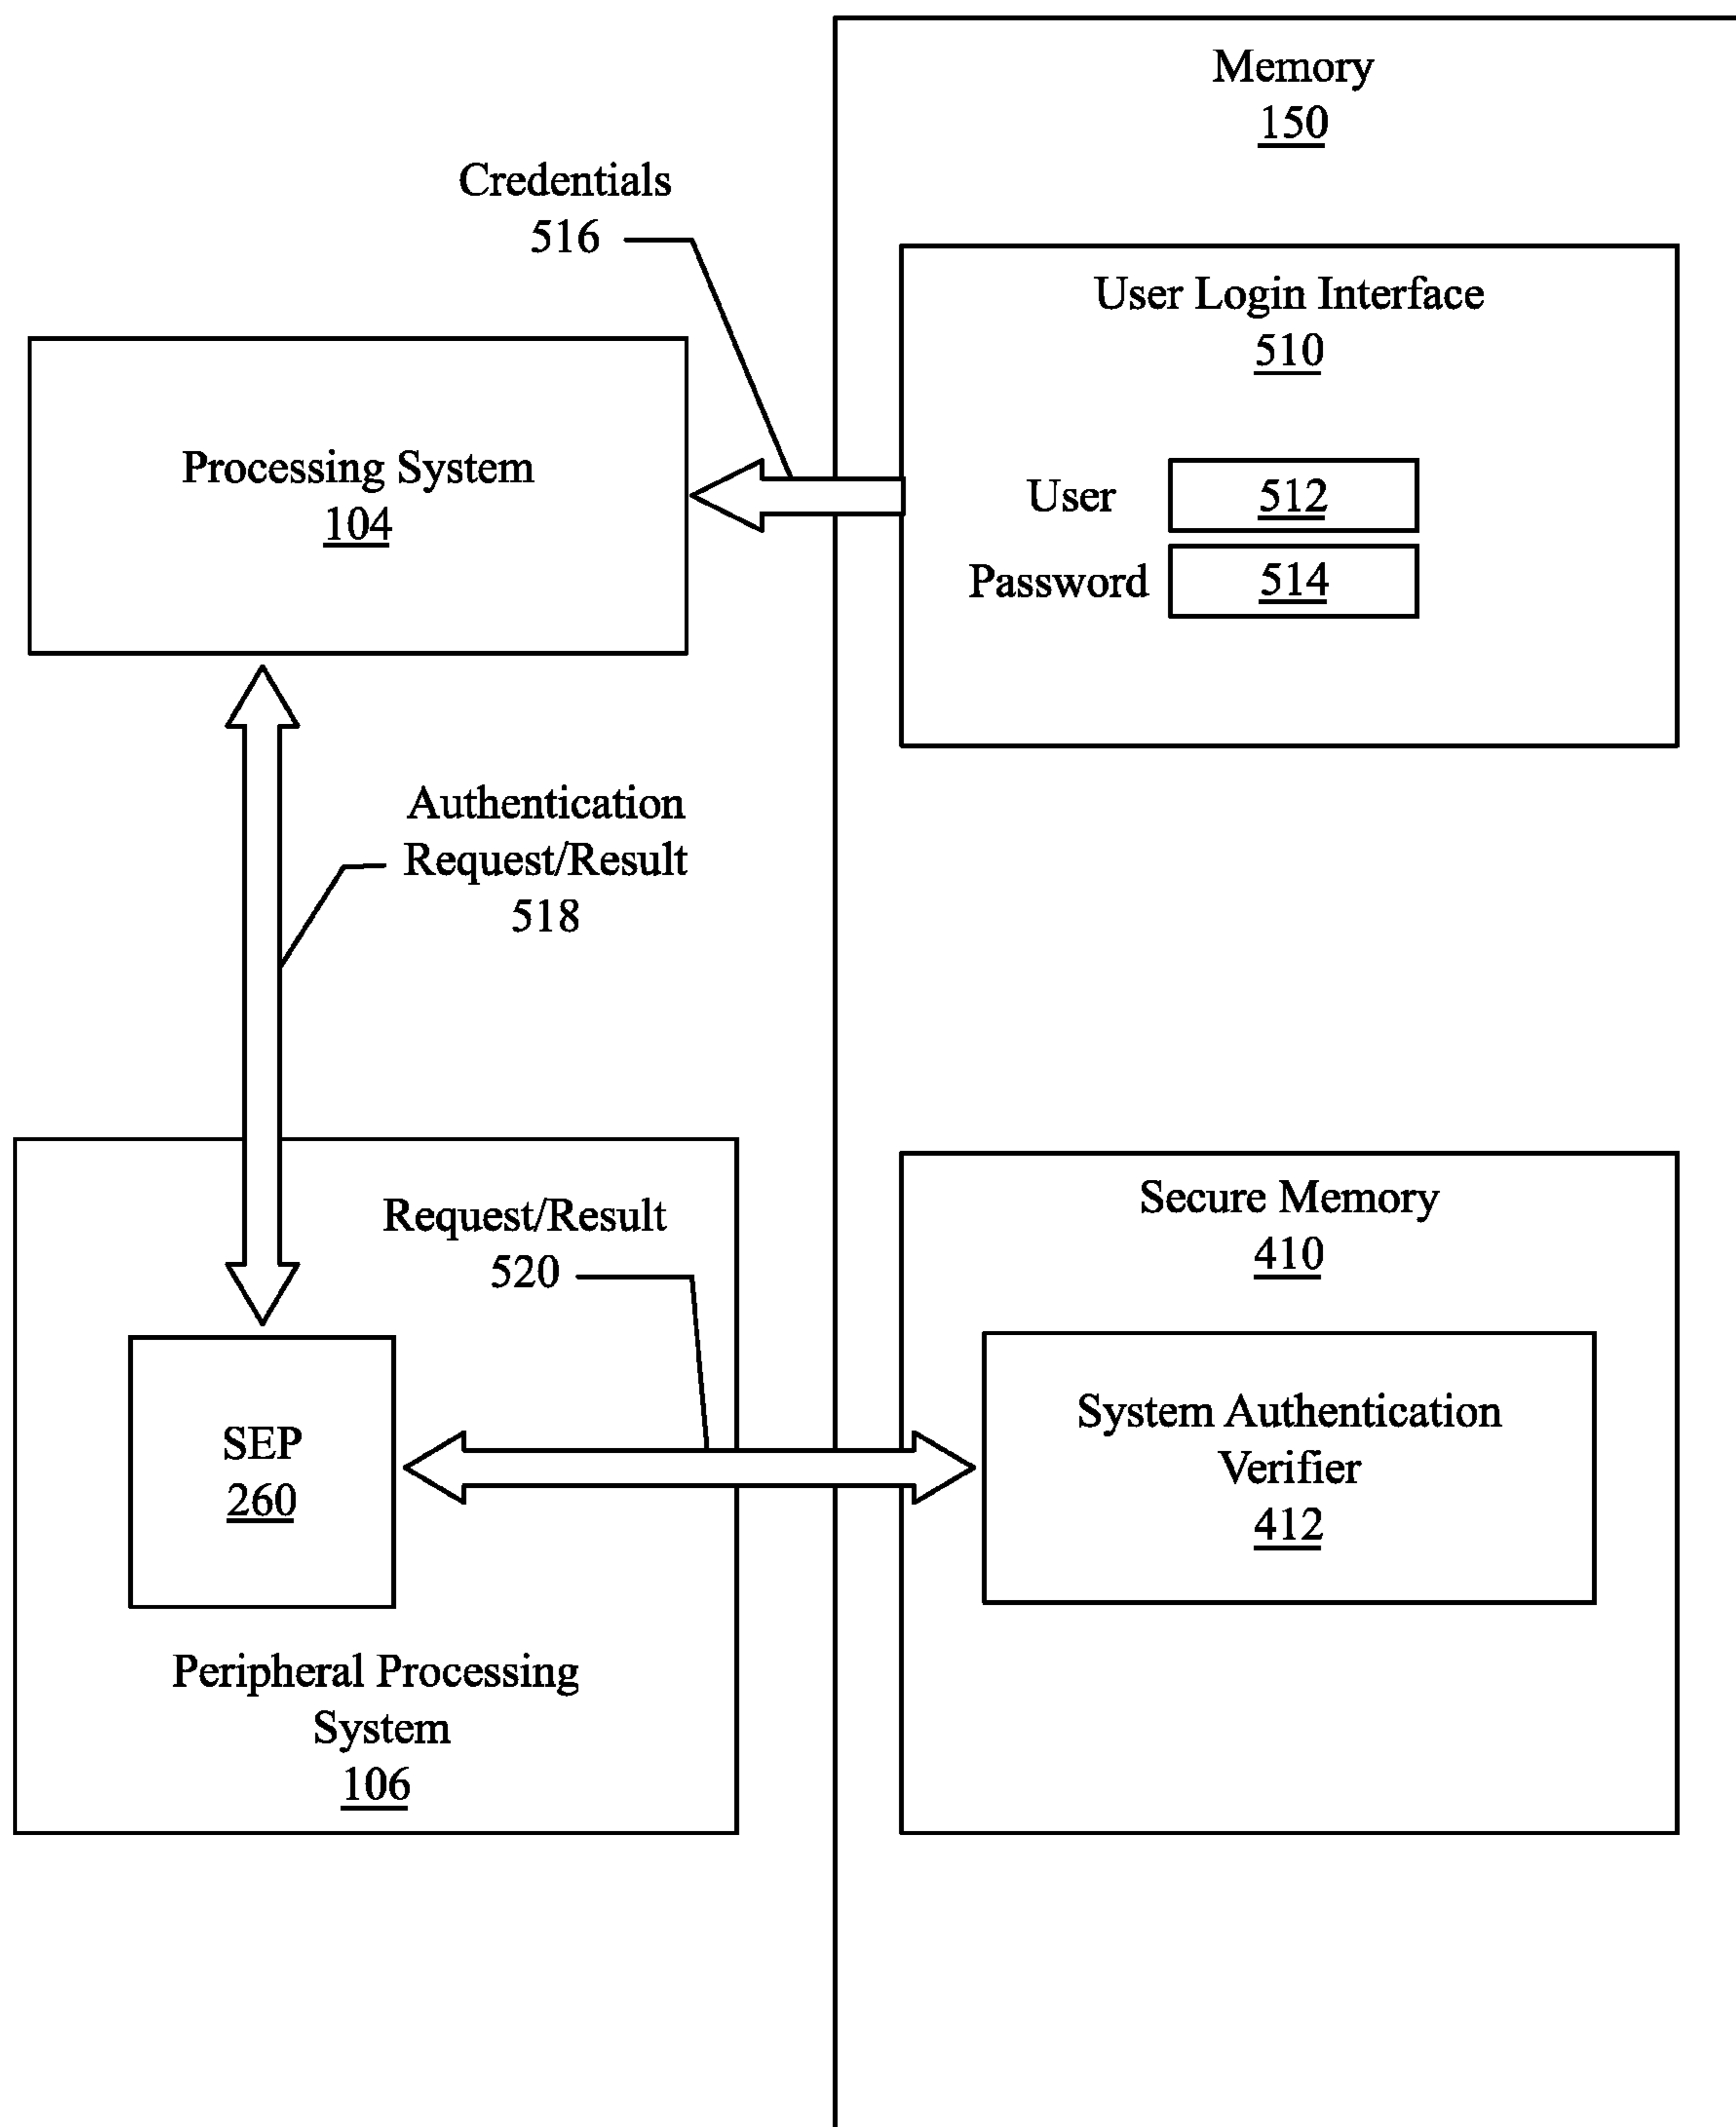 Memory
150
Credentials
516
User Login Interface
510
Processing System
104
User
512
Password
514
Authentication
Request/Result
518
Request/Result
520
Secure Memory
410
SEP
260
System Authentication
Verifier
412
Peripheral Processing
System
106